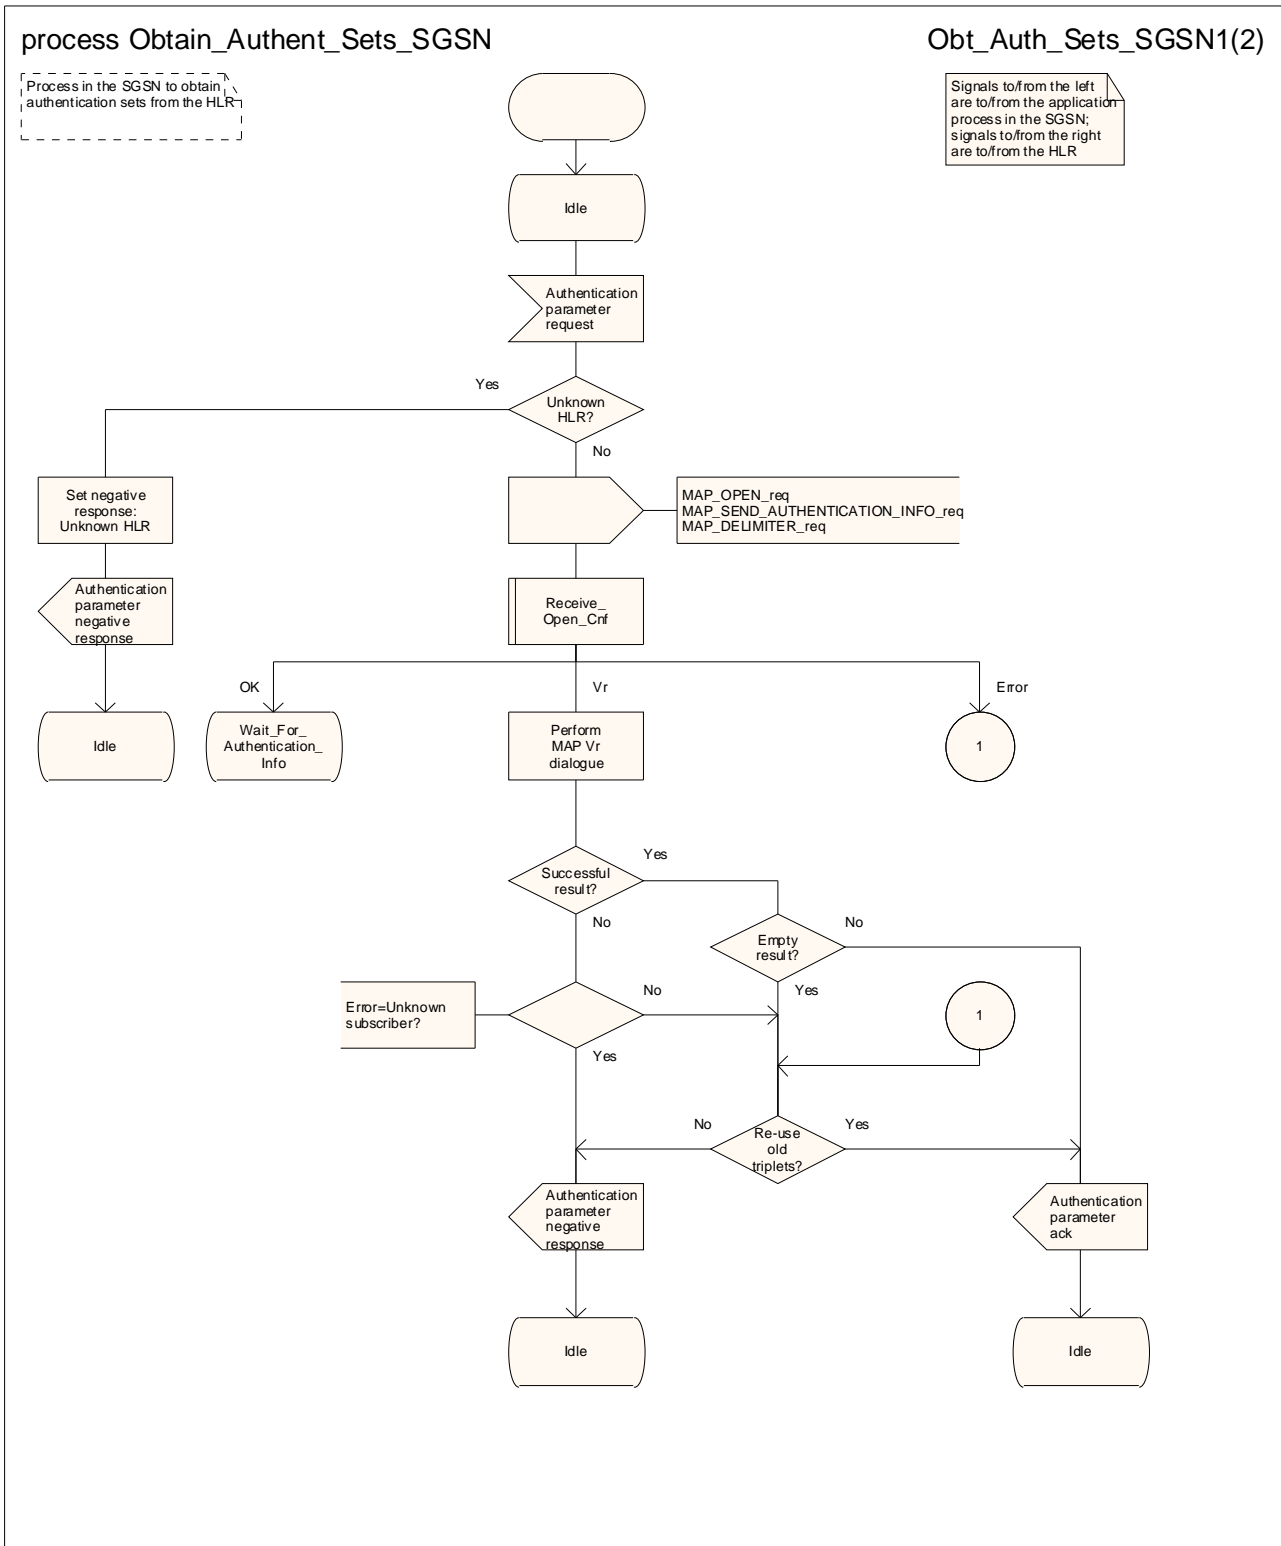 process Obtain_Authent_Sets_SGSN
Obt_Auth_Sets_SGSN1(2)
Process in the SGSN to obtain
authentication sets from the HLR
Signals to/from the left
are to/from the application
process in the SGSN;
signals to/from the right
are to/from the HLR
Idle
Authentication
parameter
request
Yes
Unknown
HLR?
No
Set negative
response:
Unknown HLR
MAP_OPEN_req
MAP_SEND_AUTHENTICATION_INFO_req
MAP_DELIMITER_req
Authentication
parameter
negative
response
Receive_
Open_Cnf
OK
Vr
Error
Idle
Wait_For_
Authentication_
Info
Perform
MAP Vr
dialogue
1
Successful
result?
Yes
No
Empty
result?
No
Yes
Error=Unknown
subscriber?
No
Yes
1
No
Re-use
old
triplets?
Yes
Authentication
parameter
negative
response
Authentication
parameter
ack
Idle
Idle